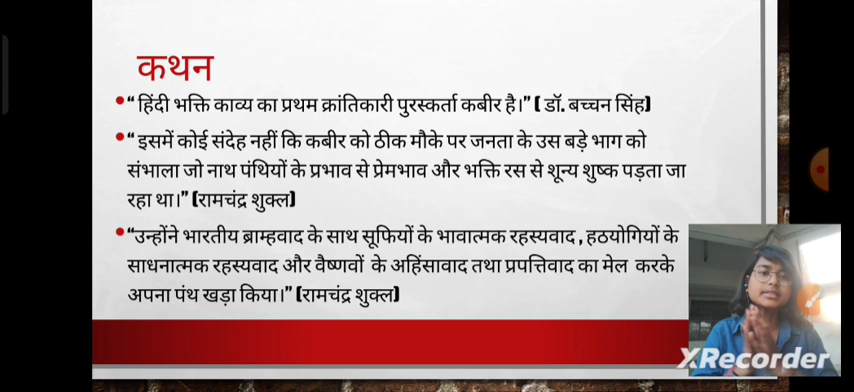 कथन
•“ हिंदी भक्ति काव्य का प्रथम क्रांतिकारी पुरस्कर्ता कबीर है।” ( डॉ. बच्चन सिंह)
•“ इसमें कोई संदेह नहीं कि कबीर को ठीक मौके पर जनता के उस बड़े भाग को
संभाला जो नाथ पंथियों के प्रभाव से प्रेमभाव और भक्ति रस से शून्य शुष्क पड़ता जा
रहा था।” (रामचंद्र शुक्ल)
•“उन्होंने भारतीय ब्राम्हवाद के साथ सूफियों के भावात्मक रहस्यवाद , हठयोगियों के
साधनात्मक रहस्यवाद और वैष्णवों के अहिंसावाद तथा प्रपत्तिवाद का मेल करके
अपना पंथ खड़ा किया।” (रामचंद्र शुक्ल)
XRecorder